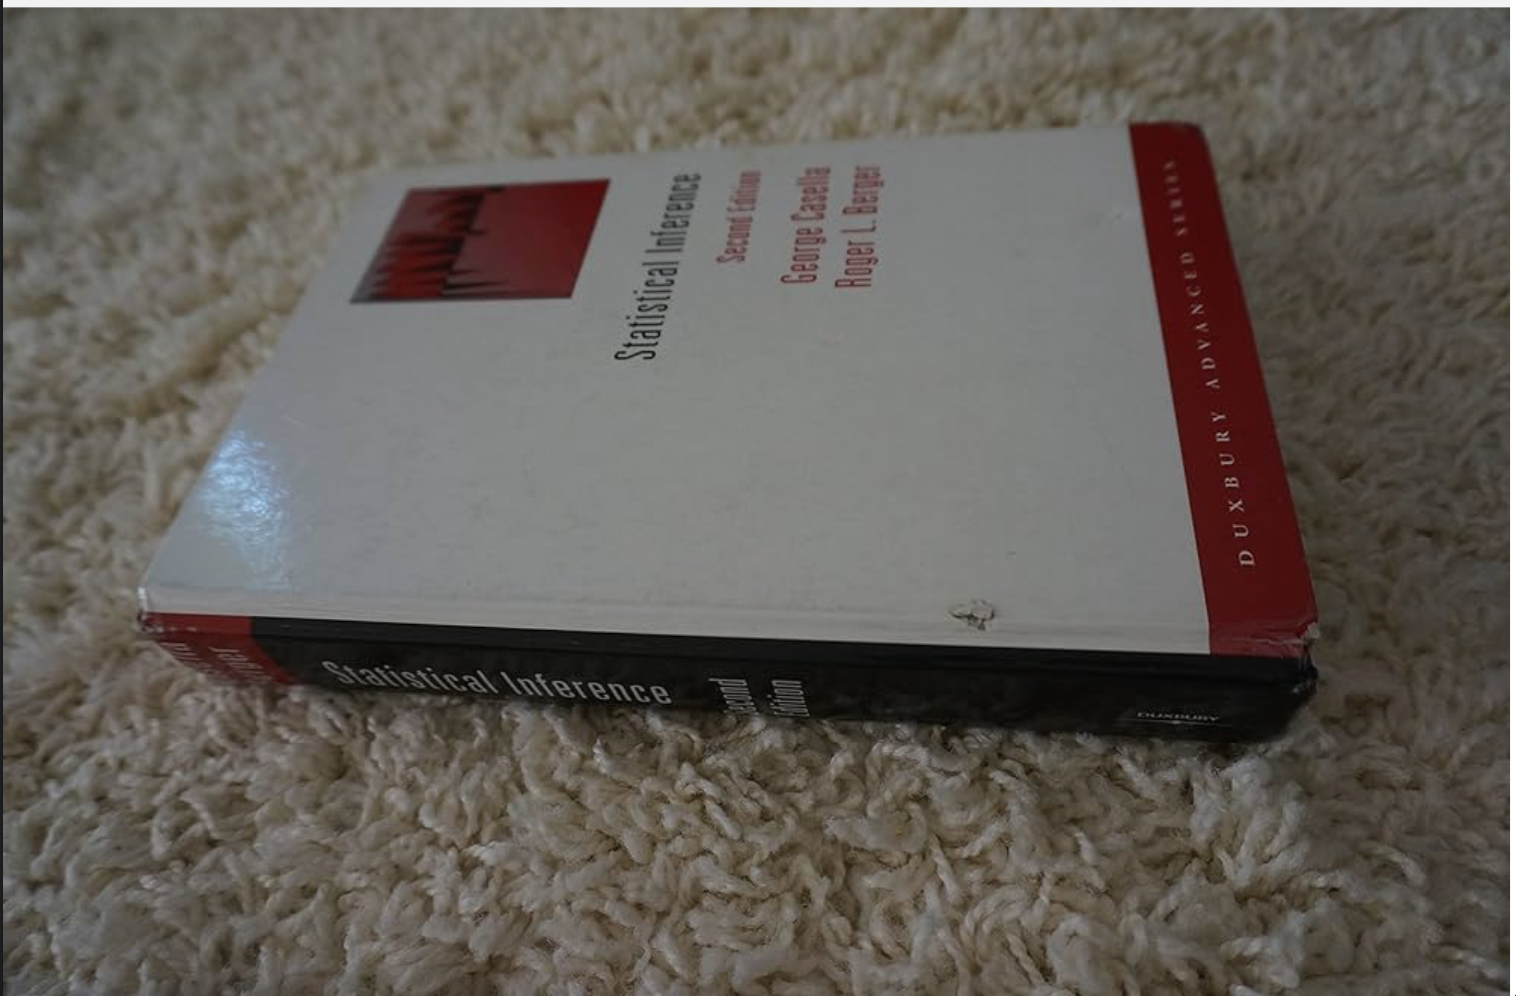 Statistical Inference
Second Edition
George Casella
Roger L. Berger
DUXBURY ADVANCED SERIES
Statistical Inference
Second
Edition
DUXBURY